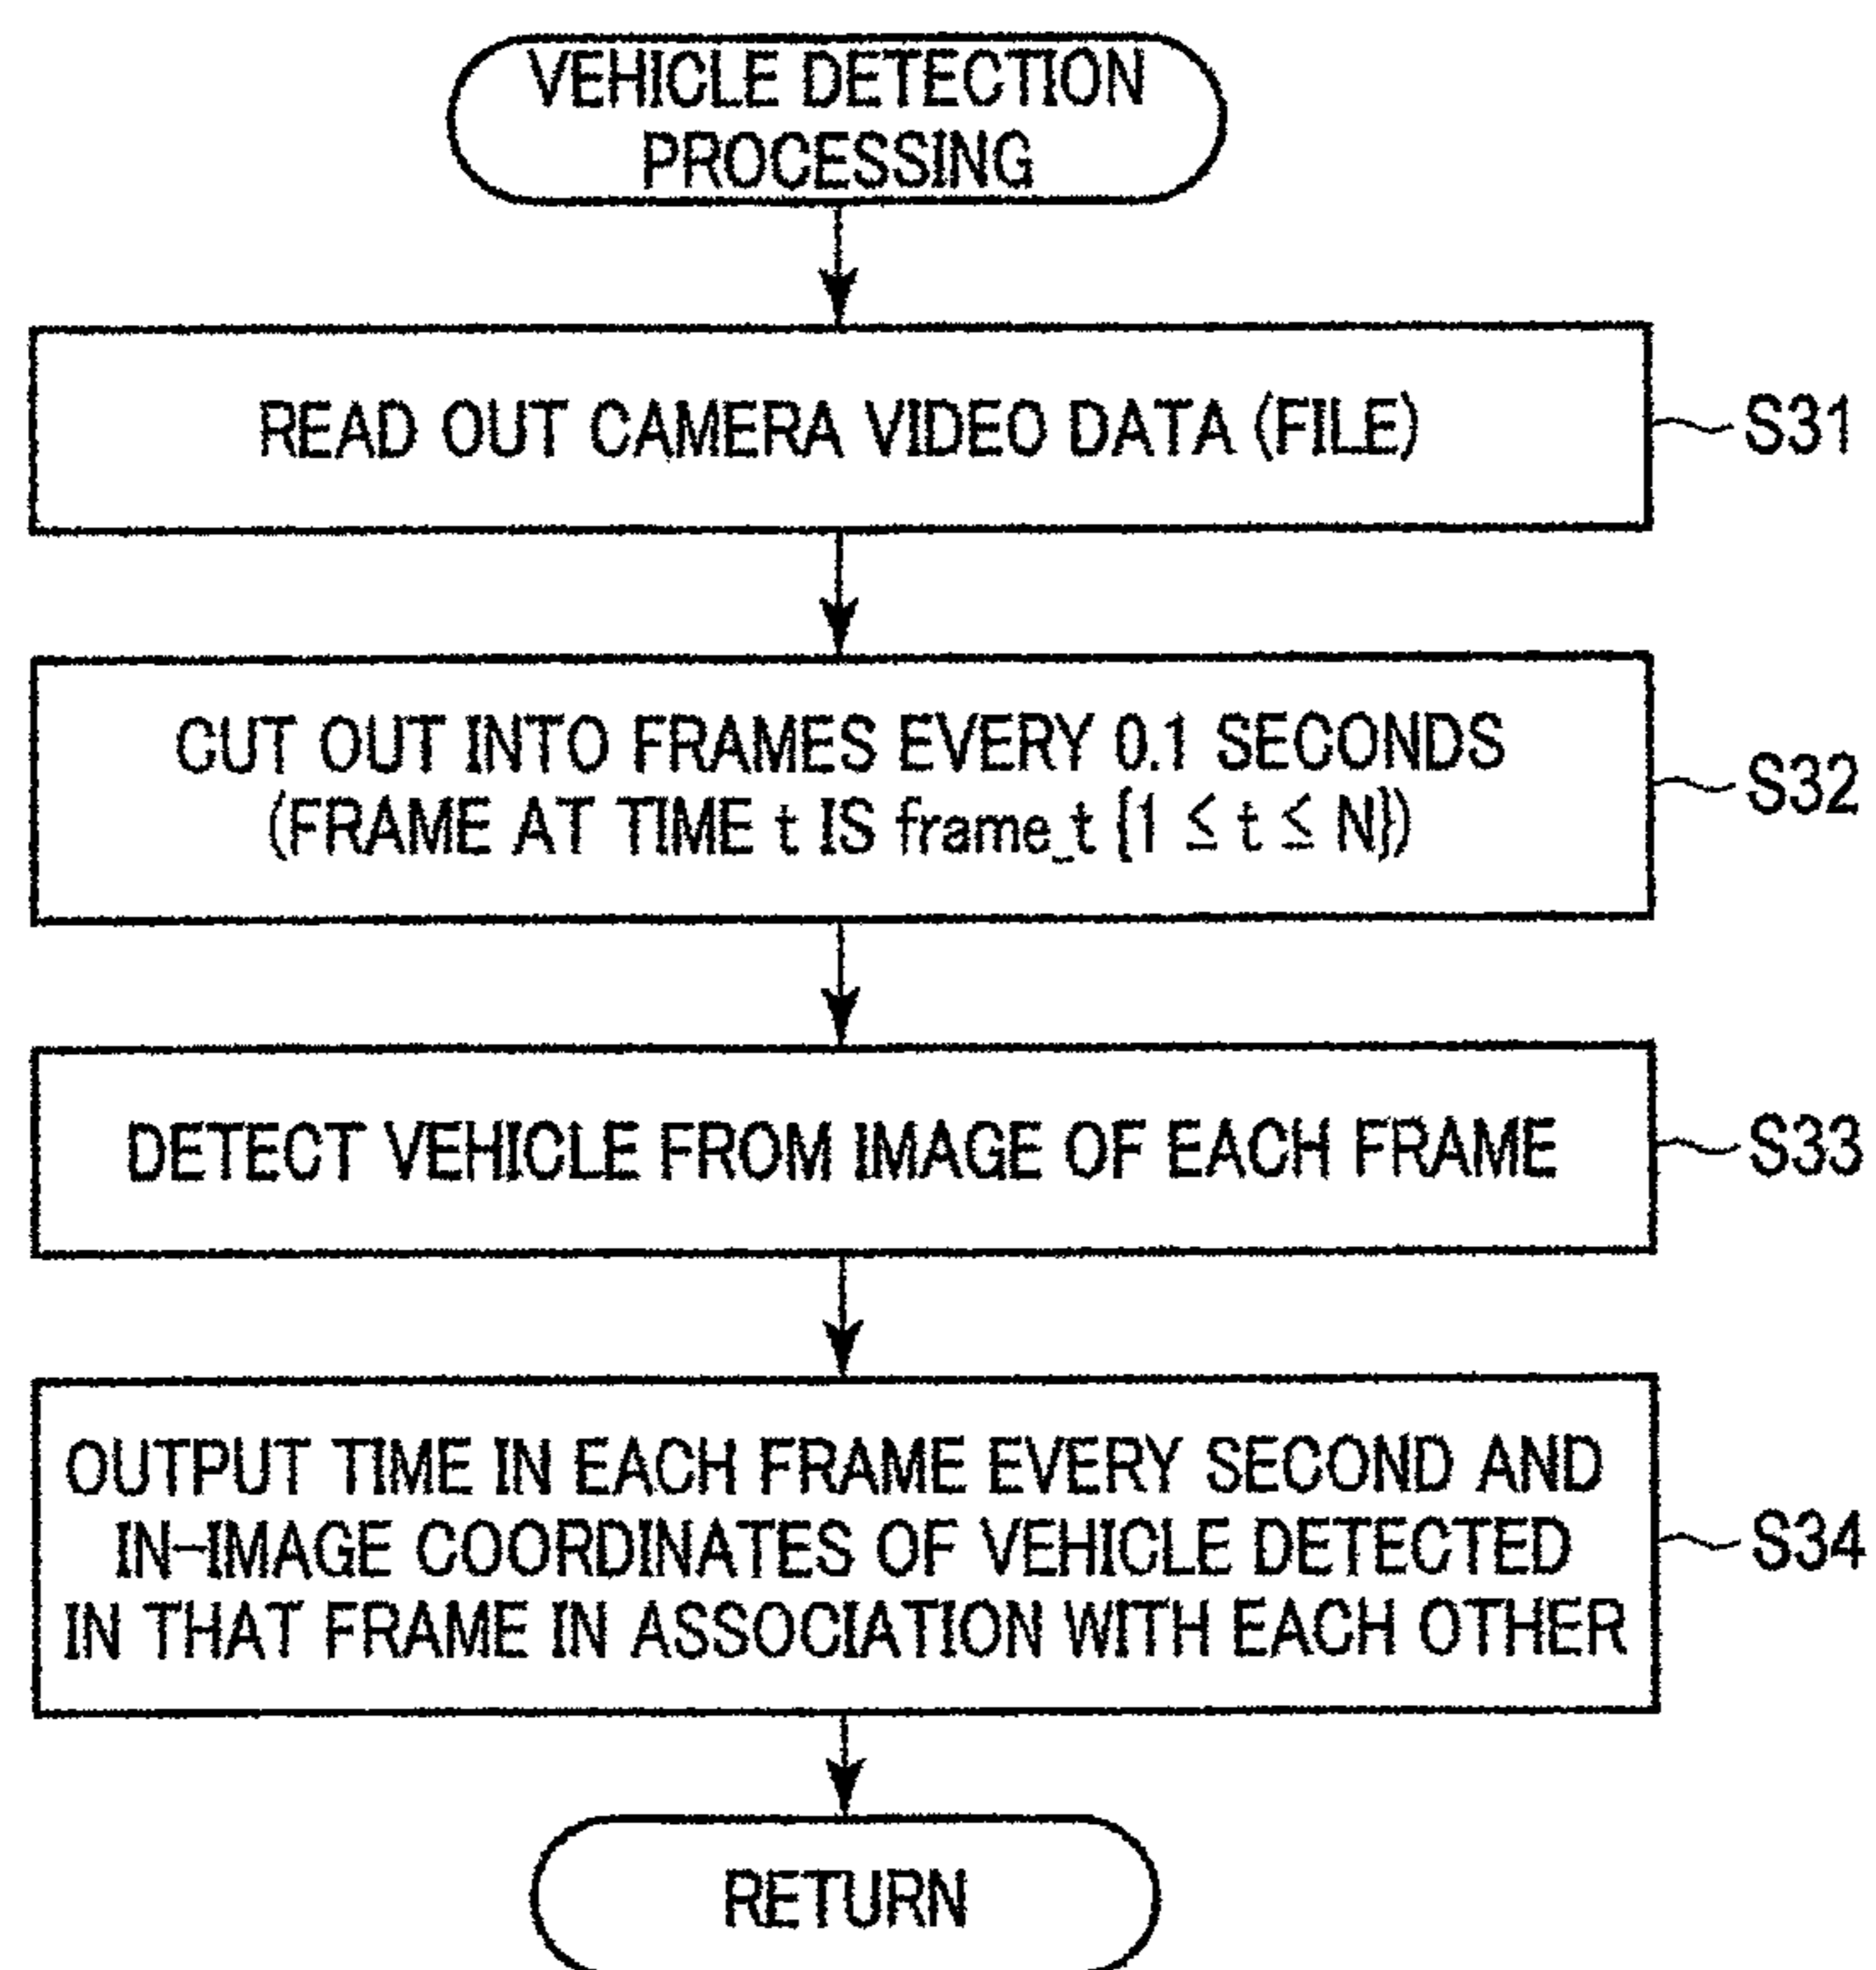 VEHICLE DETECTION
PROCESSING
READ OUT CAMERA VIDEO DATA (FILE)
S31
CUT OUT INTO FRAMES EVERY 0.1 SECONDS
(FRAME AT TIME t IS frame_t {1 ≤ t ≤ N})
S32
DETECT VEHICLE FROM IMAGE OF EACH FRAME
S33
OUTPUT TIME IN EACH FRAME EVERY SECOND AND
IN-IMAGE COORDINATES OF VEHICLE DETECTED
IN THAT FRAME IN ASSOCIATION WITH EACH OTHER
S34
RETURN